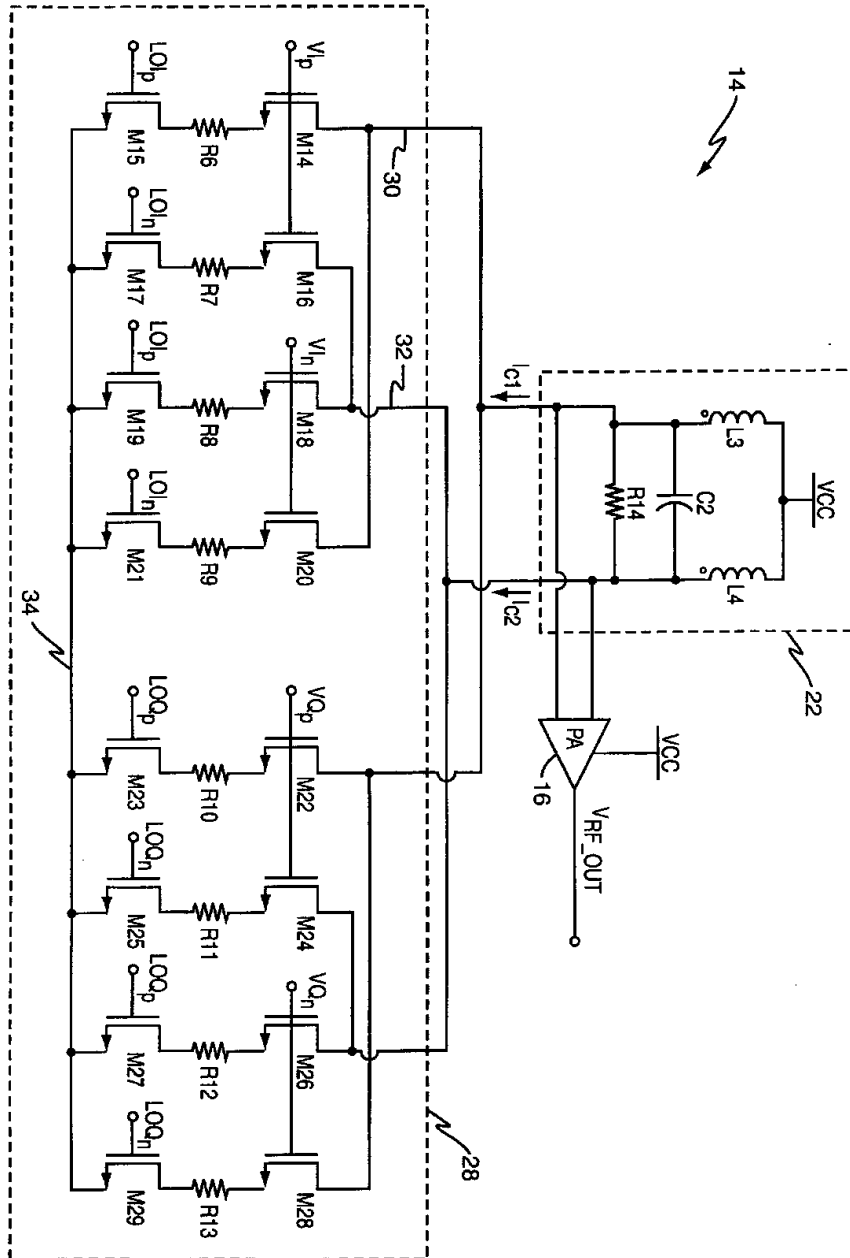 14
VCC
L3
L4
C2
R14
22
VCC
PA
16
VRF_OUT
IC1
IC2
30
32
28
VIp
VIn
VQp
VQn
M14
M16
M18
M20
M22
M24
M26
M28
R6
R7
R8
R9
R10
R11
R12
R13
LOIp
LOIn
LOIp
LOIn
LOQp
LOQn
LOQp
LOQn
M15
M17
M19
M21
M23
M25
M27
M29
34